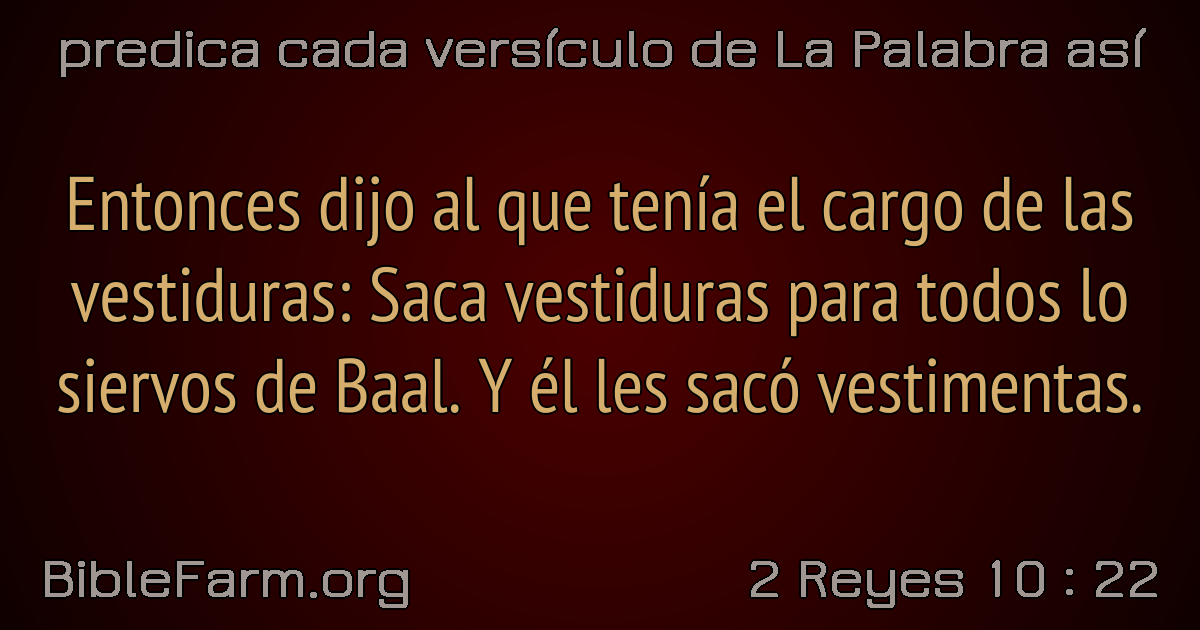 predica cada versículo de La Palabra así
Entonces dijo al que tenía el cargo de las
vestiduras: Saca vestiduras para todos lo
siervos de Baal. Y él les sacó vestimentas.
BibleFarm.org
2 Reyes 10 : 22